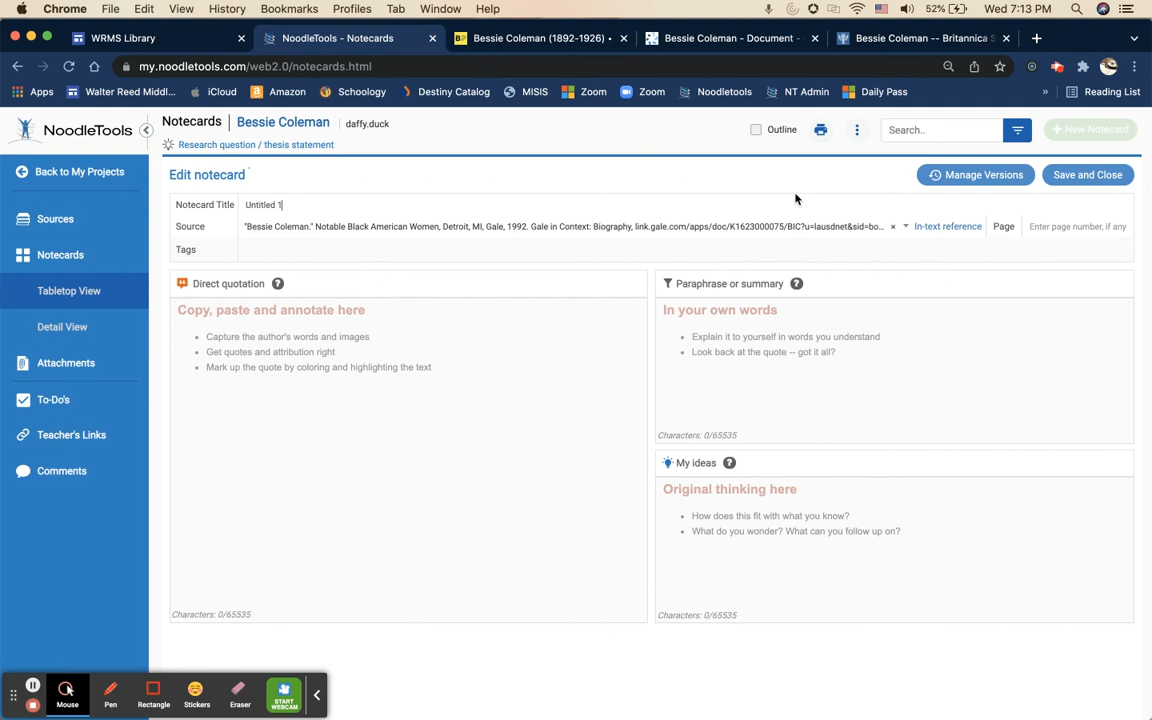 Chrome File Edit View History Bookmarks Profiles Tab Window Help 52% Wed 7:13 PM
WRMS Library × NoodleTools - Notecards × BP Bessie Coleman (1892-1926) • × Bessie Coleman - Document - × Bessie Coleman -- Britannica S × +
my.noodletools.com/web2.0/notecards.html
Apps Walter Reed Middl... iCloud Amazon Schoology Destiny Catalog MISIS Zoom Zoom Noodletools NT Admin Daily Pass » Reading List
NoodleTools
Notecards Bessie Coleman daffy.duck Outline Search.. + New Notecard
Research question / thesis statement
Back to My Projects
Sources
Notecards
Tabletop View
Detail View
Attachments
To-Do's
Teacher's Links
Comments
Edit notecard Manage Versions Save and Close
Notecard Title Untitled 1
Source "Bessie Coleman." Notable Black American Women, Detroit, MI, Gale, 1992. Gale in Context: Biography, link.gale.com/apps/doc/K1623000075/BIC?u=lausdnet&sid=bo... × In-text reference Page Enter page number, if any
Tags
Direct quotation ?
Copy, paste and annotate here
• Capture the author's words and images
• Get quotes and attribution right
• Mark up the quote by coloring and highlighting the text
Characters: 0/65535
Paraphrase or summary ?
In your own words
• Explain it to yourself in words you understand
• Look back at the quote -- got it all?
Characters: 0/65535
My ideas ?
Original thinking here
• How does this fit with what you know?
• What do you wonder? What can you follow up on?
Characters: 0/65535
Mouse Pen Rectangle Stickers Eraser START
WEBCAM